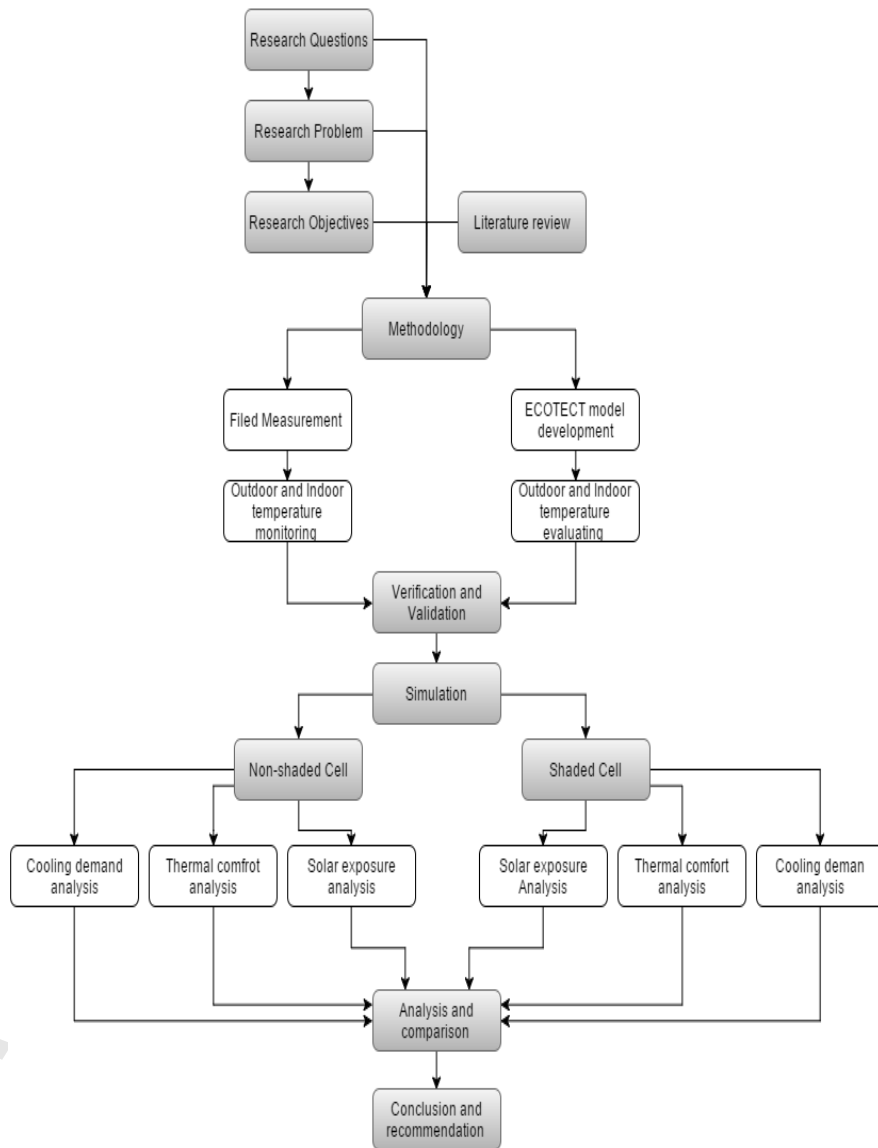 Research Questions
Research Problem
Research Objectives
Literature review
Methodology
Filed Measurement
ECOTECT model
development
Outdoor and Indoor
temperature
monitoring
Outdoor and Indoor
temperature
evaluating
Verification and
Validation
Simulation
Non-shaded Cell
Shaded Cell
Cooling demand
analysis
Thermal comfrot
analysis
Solar exposure
analysis
Solar exposure
Analysis
Thermal comfort
analysis
Cooling deman
analysis
Analysis and
comparison
Conclusion and
recommendation